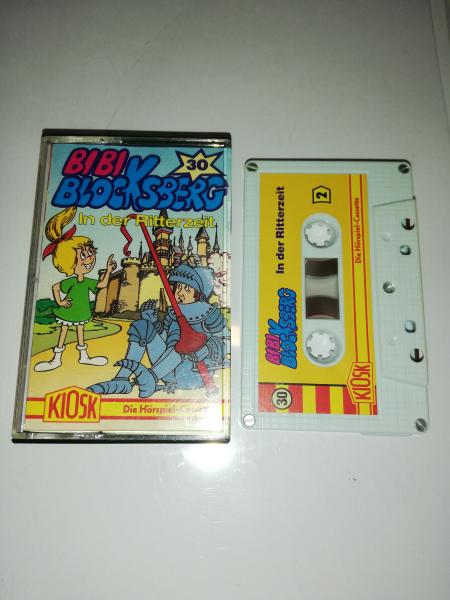 BIBI
BLOCKSBERG
30
In der Ritterzeit
KIOSK
Die Hörspiel-Cassette
In der Ritterzeit
2
BIBI
BLOCKSBERG
Die Hörspiel-Cassette
30
KIOSK